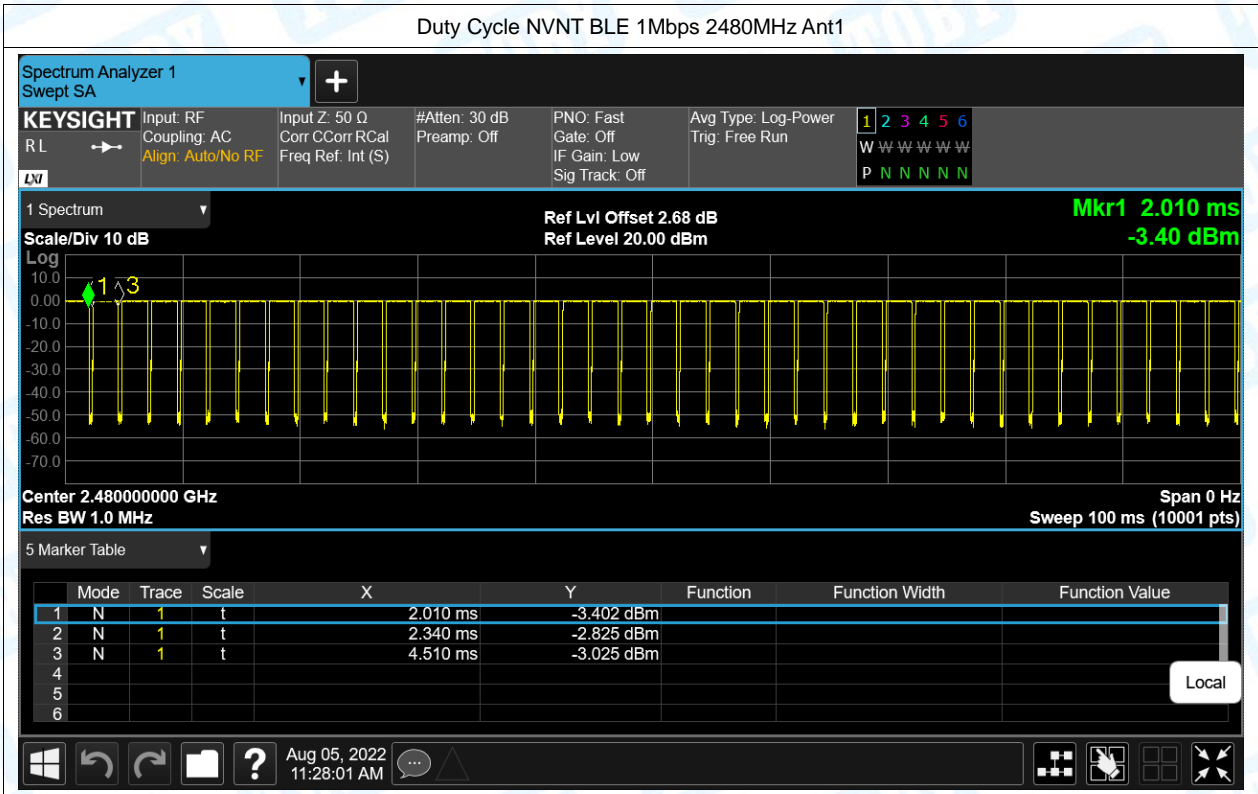 Duty Cycle NVNT BLE 1Mbps 2480MHz Ant1
Spectrum Analyzer 1
Swept SA
KEYSIGHT
RL
LXI
Input: RF
Coupling: AC
Align: Auto/No RF
Input Z: 50 Ω
Corr CCorr RCal
Freq Ref: Int (S)
#Atten: 30 dB
Preamp: Off
PNO: Fast
Gate: Off
IF Gain: Low
Sig Track: Off
Avg Type: Log-Power
Trig: Free Run
1 2 3 4 5 6
W W W W W W
P N N N N N
1 Spectrum
Scale/Div 10 dB
Log
Ref Lvl Offset 2.68 dB
Ref Level 20.00 dBm
Mkr1 2.010 ms
-3.40 dBm
1
3
10.0
0.00
-10.0
-20.0
-30.0
-40.0
-50.0
-60.0
-70.0
Center 2.480000000 GHz
Res BW 1.0 MHz
Span 0 Hz
Sweep 100 ms (10001 pts)
5 Marker Table
Mode Trace Scale X Y Function Function Width Function Value
1 N 1 t 2.010 ms -3.402 dBm
2 N 1 t 2.340 ms -2.825 dBm
3 N 1 t 4.510 ms -3.025 dBm
4
5
6
Local
?
Aug 05, 2022
11:28:01 AM